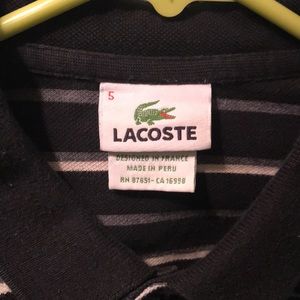 5
LACOSTE
DESIGNED IN FRANCE
MADE IN PERU
RN 87651-CA 16998